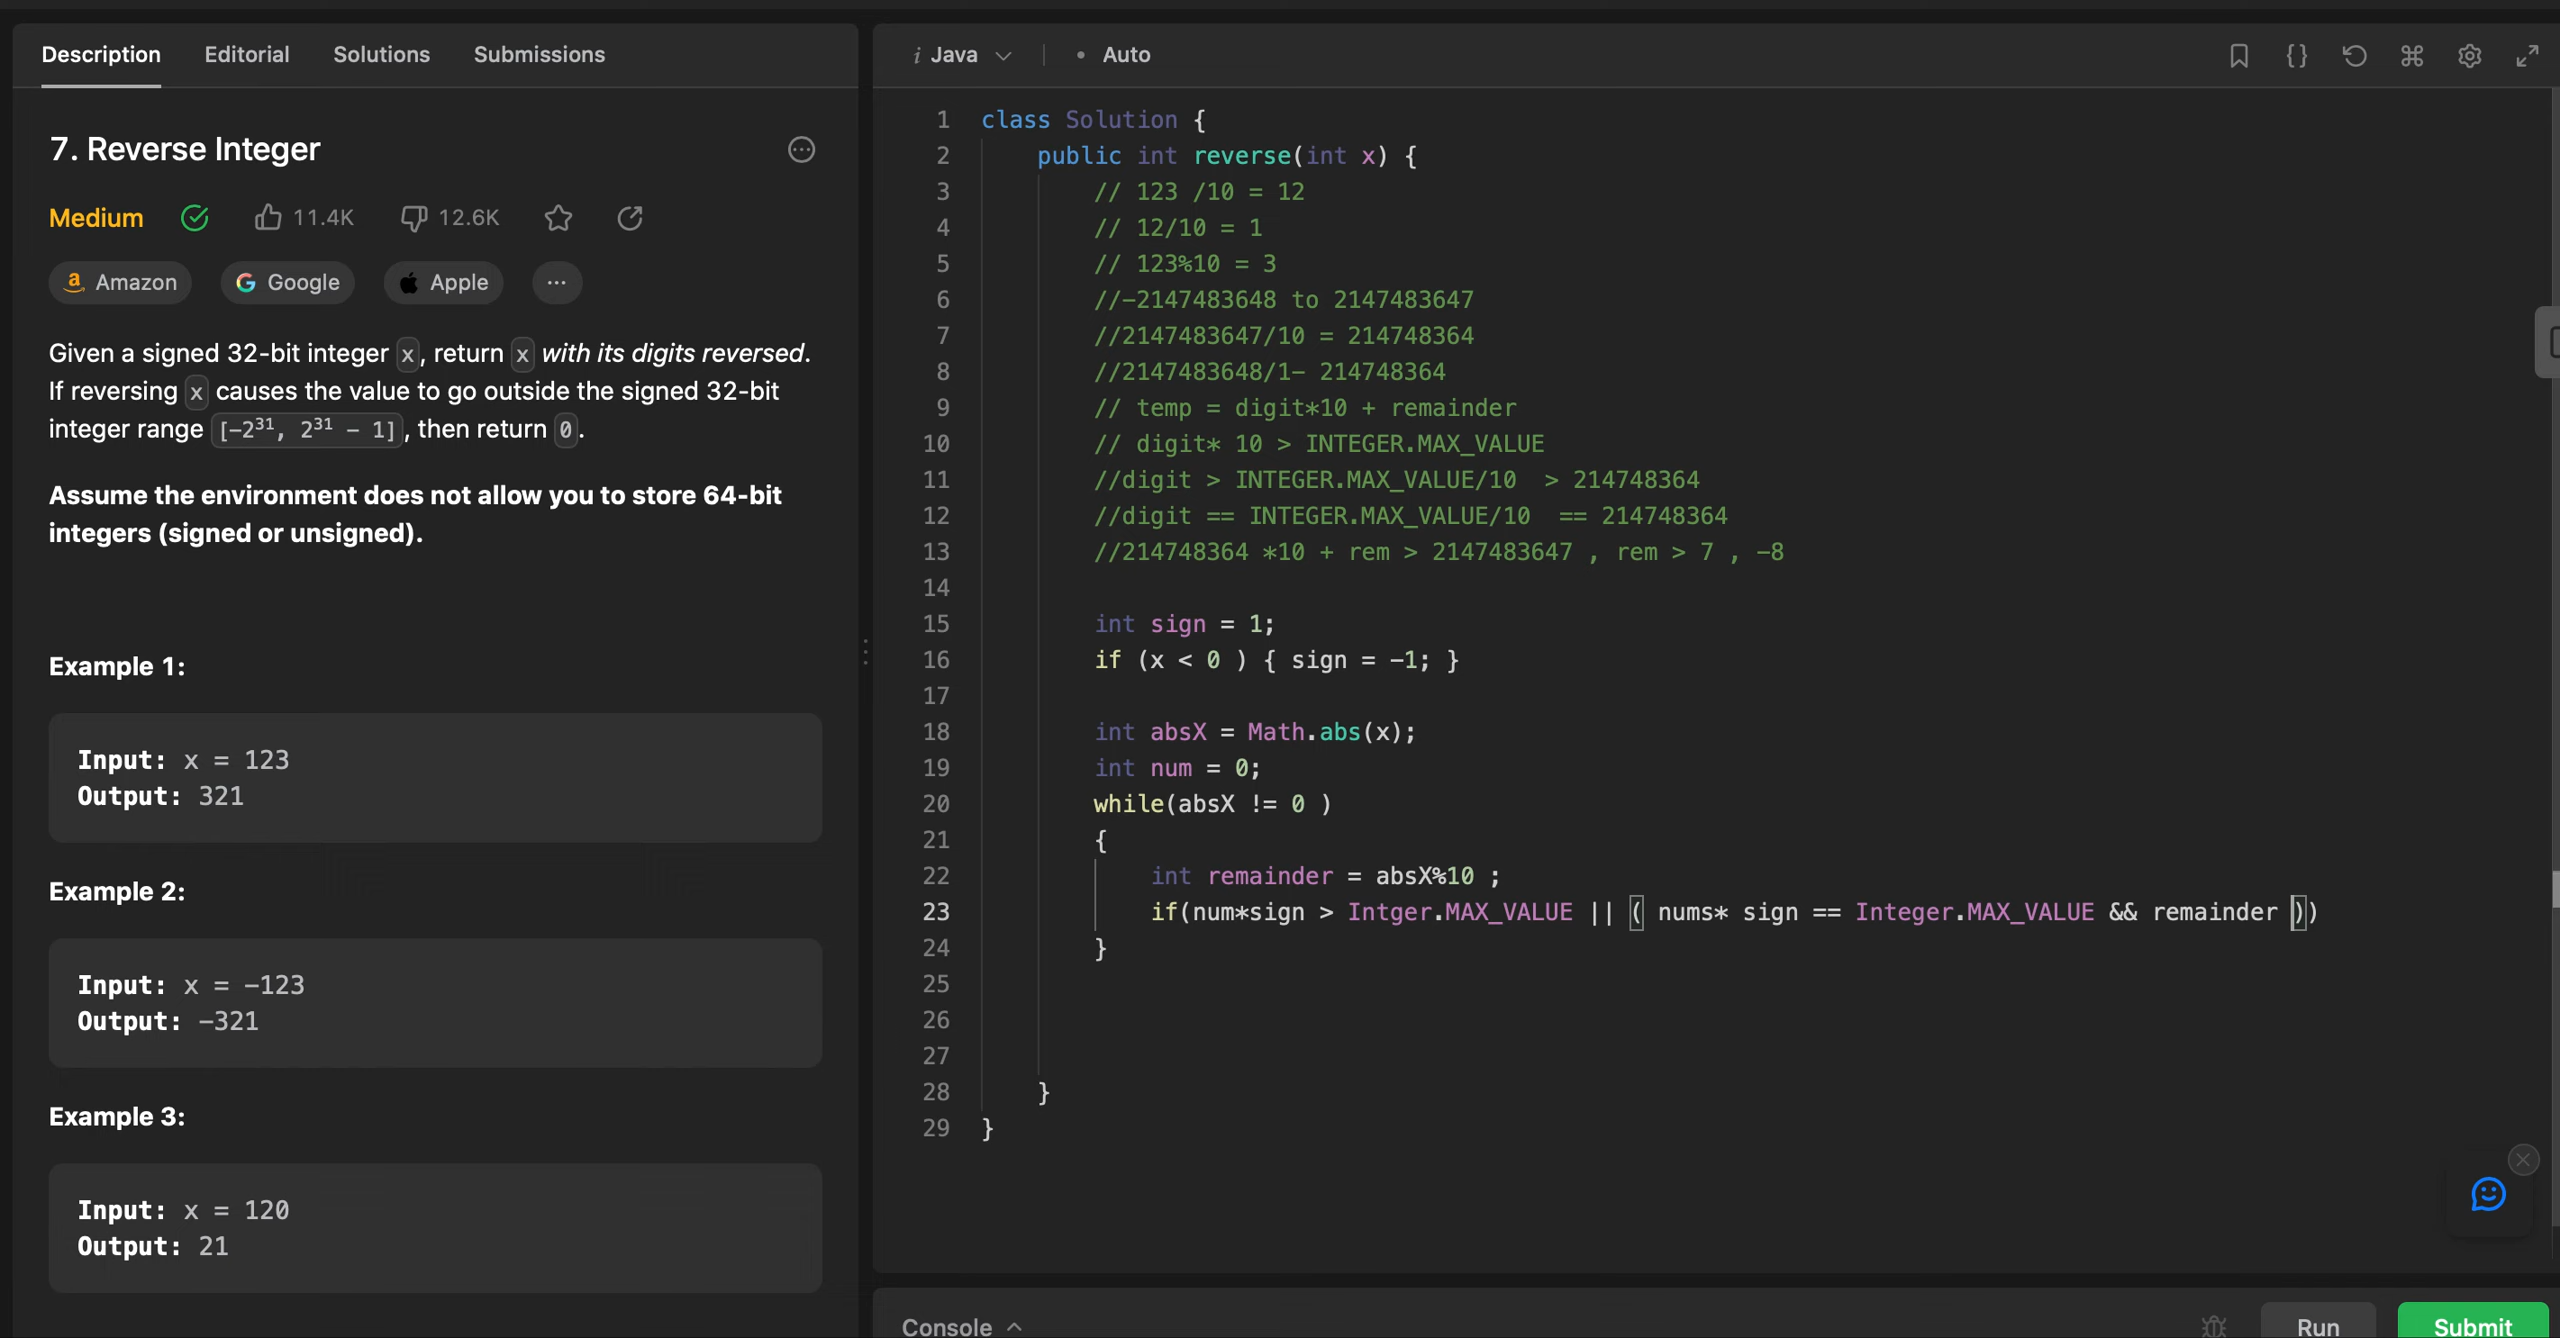 Description Editorial Solutions Submissions
7. Reverse Integer
Medium 11.4K 12.6K
Amazon Google Apple ...
Given a signed 32-bit integer x, return x with its digits reversed.
If reversing x causes the value to go outside the signed 32-bit
integer range [-2³¹, 2³¹ - 1], then return 0.
Assume the environment does not allow you to store 64-bit
integers (signed or unsigned).
Example 1:
Input: x = 123
Output: 321
Example 2:
Input: x = -123
Output: -321
Example 3:
Input: x = 120
Output: 21
i Java • Auto
1 class Solution {
2 public int reverse(int x) {
3 // 123 /10 = 12
4 // 12/10 = 1
5 // 123%10 = 3
6 //-2147483648 to 2147483647
7 //2147483647/10 = 214748364
8 //2147483648/1- 214748364
9 // temp = digit*10 + remainder
10 // digit* 10 > INTEGER.MAX_VALUE
11 //digit > INTEGER.MAX_VALUE/10 > 214748364
12 //digit == INTEGER.MAX_VALUE/10 == 214748364
13 //214748364 *10 + rem > 2147483647 , rem > 7 , -8
14
15 int sign = 1;
16 if (x < 0 ) { sign = -1; }
17
18 int absX = Math.abs(x);
19 int num = 0;
20 while(absX != 0 )
21 {
22 int remainder = absX%10 ;
23 if(num*sign > Intger.MAX_VALUE || ( nums* sign == Integer.MAX_VALUE && remainder ))
24 }
25
26
27
28 }
29 }
Console
Run
Submit